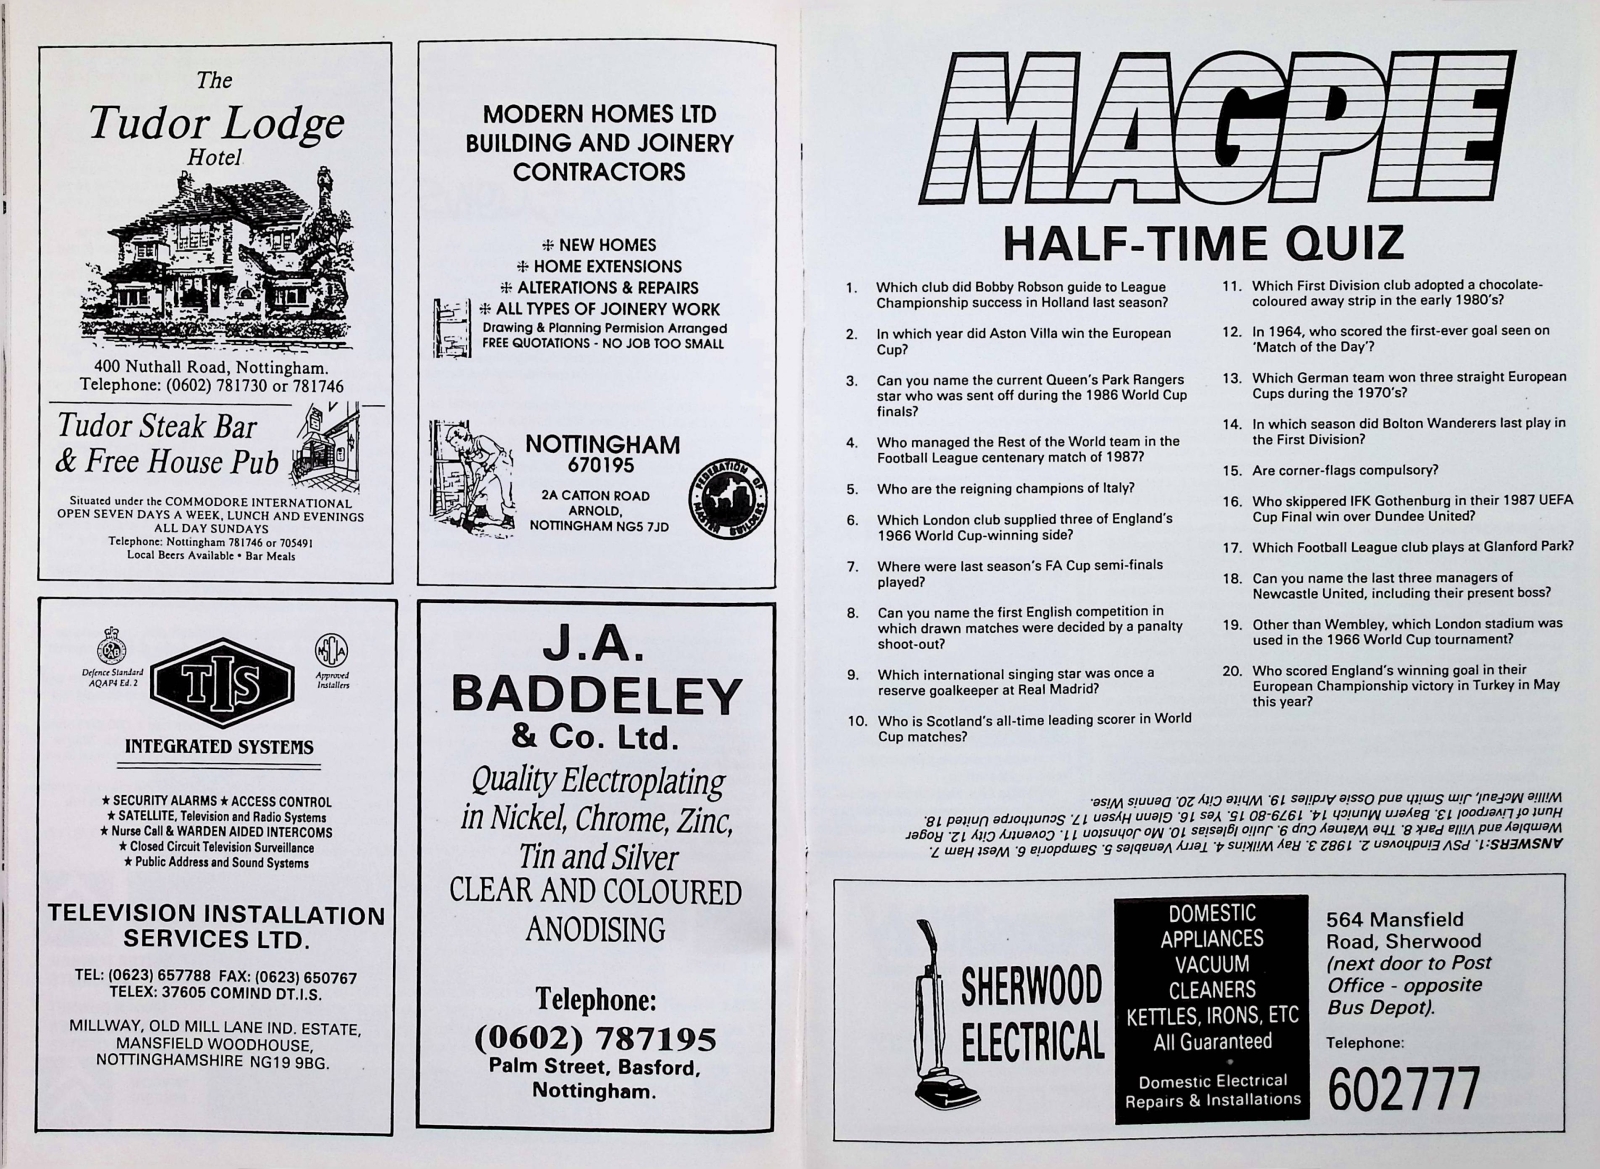 The
Tudor Lodge
Hotel
400 Nuthall Road, Nottingham.
Telephone: (0602) 781730 or 781746
Tudor Steak Bar
& Free House Pub
Situated under the COMMODORE INTERNATIONAL
OPEN SEVEN DAYS A WEEK, LUNCH AND EVENINGS
ALL DAY SUNDAYS
Telephone: Nottingham 781746 or 705491
Local Beers Available • Bar Meals
MODERN HOMES LTD
BUILDING AND JOINERY
CONTRACTORS
❉ NEW HOMES
❉ HOME EXTENSIONS
❉ ALTERATIONS & REPAIRS
❉ ALL TYPES OF JOINERY WORK
Drawing & Planning Permision Arranged
FREE QUOTATIONS - NO JOB TOO SMALL
NOTTINGHAM
670195
2A CATTON ROAD
ARNOLD,
NOTTINGHAM NG5 7JD
FEDERATION OF
MASTER BUILDERS
Defence Standard
AQAP4 Ed. 2
TIS
NSCIA
Approved
Installers
INTEGRATED SYSTEMS
★ SECURITY ALARMS ★ ACCESS CONTROL
★ SATELLITE, Television and Radio Systems
★ Nurse Call & WARDEN AIDED INTERCOMS
★ Closed Circuit Television Surveillance
★ Public Address and Sound Systems
TELEVISION INSTALLATION
SERVICES LTD.
TEL: (0623) 657788 FAX: (0623) 650767
TELEX: 37605 COMIND DT.I.S.
MILLWAY, OLD MILL LANE IND. ESTATE,
MANSFIELD WOODHOUSE,
NOTTINGHAMSHIRE NG19 9BG.
J.A.
BADDELEY
& Co. Ltd.
Quality Electroplating
in Nickel, Chrome, Zinc,
Tin and Silver
CLEAR AND COLOURED
ANODISING
Telephone:
(0602) 787195
Palm Street, Basford,
Nottingham.
MAGPIE
HALF-TIME QUIZ
1. Which club did Bobby Robson guide to League
Championship success in Holland last season?
2. In which year did Aston Villa win the European
Cup?
3. Can you name the current Queen's Park Rangers
star who was sent off during the 1986 World Cup
finals?
4. Who managed the Rest of the World team in the
Football League centenary match of 1987?
5. Who are the reigning champions of Italy?
6. Which London club supplied three of England's
1966 World Cup-winning side?
7. Where were last season's FA Cup semi-finals
played?
8. Can you name the first English competition in
which drawn matches were decided by a panalty
shoot-out?
9. Which international singing star was once a
reserve goalkeeper at Real Madrid?
10. Who is Scotland's all-time leading scorer in World
Cup matches?
11. Which First Division club adopted a chocolate-
coloured away strip in the early 1980's?
12. In 1964, who scored the first-ever goal seen on
'Match of the Day'?
13. Which German team won three straight European
Cups during the 1970's?
14. In which season did Bolton Wanderers last play in
the First Division?
15. Are corner-flags compulsory?
16. Who skippered IFK Gothenburg in their 1987 UEFA
Cup Final win over Dundee United?
17. Which Football League club plays at Glanford Park?
18. Can you name the last three managers of
Newcastle United, including their present boss?
19. Other than Wembley, which London stadium was
used in the 1966 World Cup tournament?
20. Who scored England's winning goal in their
European Championship victory in Turkey in May
this year?
ANSWERS:1. PSV Eindhoven 2. 1982 3. Ray Wilkins 4. Terry Venables 5. Sampdoria 6. West Ham 7.
Wembley and Villa Park 8. The Watney Cup 9. Julio Iglesias 10. Mo Johnston 11. Coventry City 12. Roger
Hunt of Liverpool 13. Bayern Munich 14. 1979-80 15. Yes 16. Glenn Hysen 17. Scunthorpe United 18.
Willie McFaul, Jim Smith and Ossie Ardiles 19. White City 20. Dennis Wise.
SHERWOOD
ELECTRICAL
DOMESTIC
APPLIANCES
VACUUM
CLEANERS
KETTLES, IRONS, ETC
All Guaranteed
Domestic Electrical
Repairs & Installations
564 Mansfield
Road, Sherwood
(next door to Post
Office - opposite
Bus Depot).
Telephone:
602777